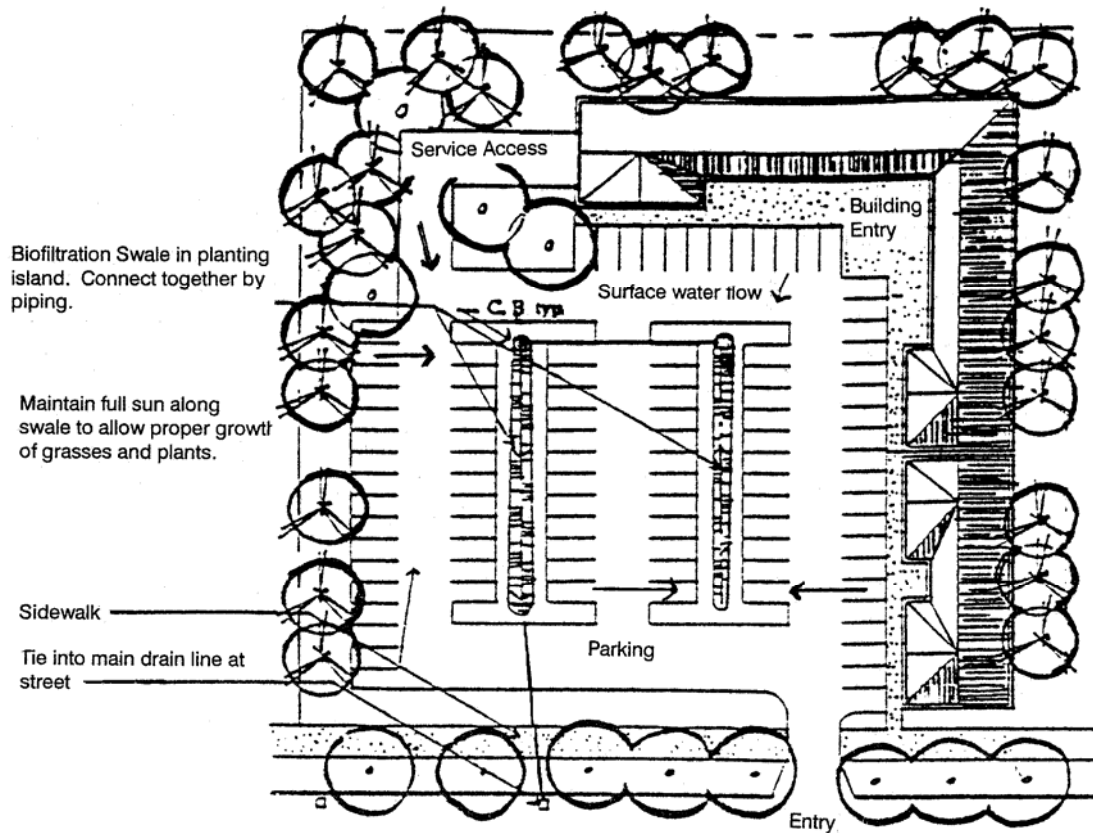 Service Access
Building
Entry
Biofiltration Swale in planting
island. Connect together by
piping.
Surface water flow
C B typ
Maintain full sun along
swale to allow proper growth
of grasses and plants.
Sidewalk
Tie into main drain line at
street
Parking
Entry